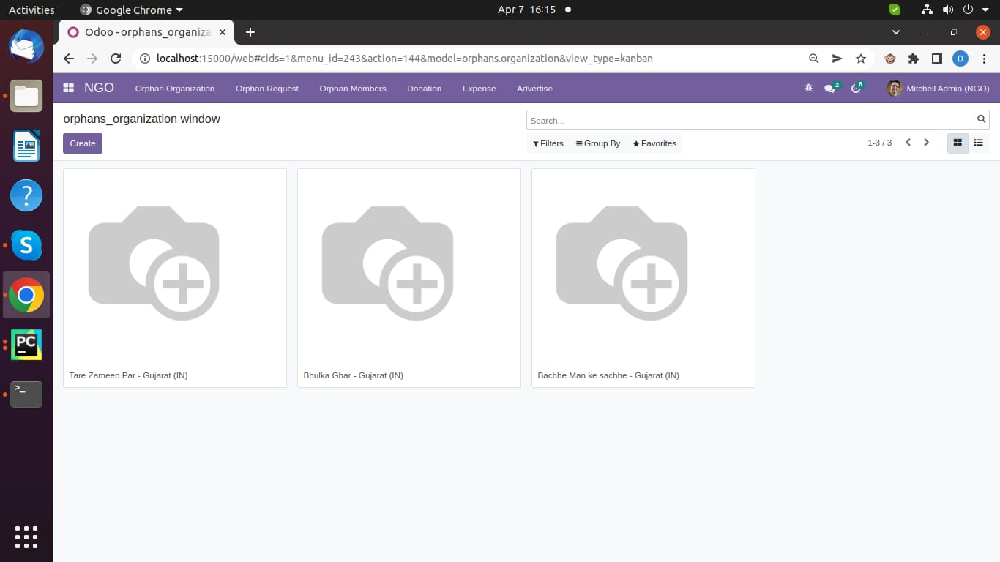 Activities
Google Chrome
Apr 7 16:15
Odoo - orphans_organiza
localhost:15000/web#cids=1&menu_id=243&action=144&model=orphans.organization&view_type=kanban
D
NGO
Orphan Organization
Orphan Request
Orphan Members
Donation
Expense
Advertise
2
8
Mitchell Admin (NGO)
orphans_organization window
Search...
Create
Filters
Group By
Favorites
1-3 / 3
Tare Zameen Par - Gujarat (IN)
Bhulka Ghar - Gujarat (IN)
Bachhe Man ke sachhe - Gujarat (IN)
?
S
PC
>_